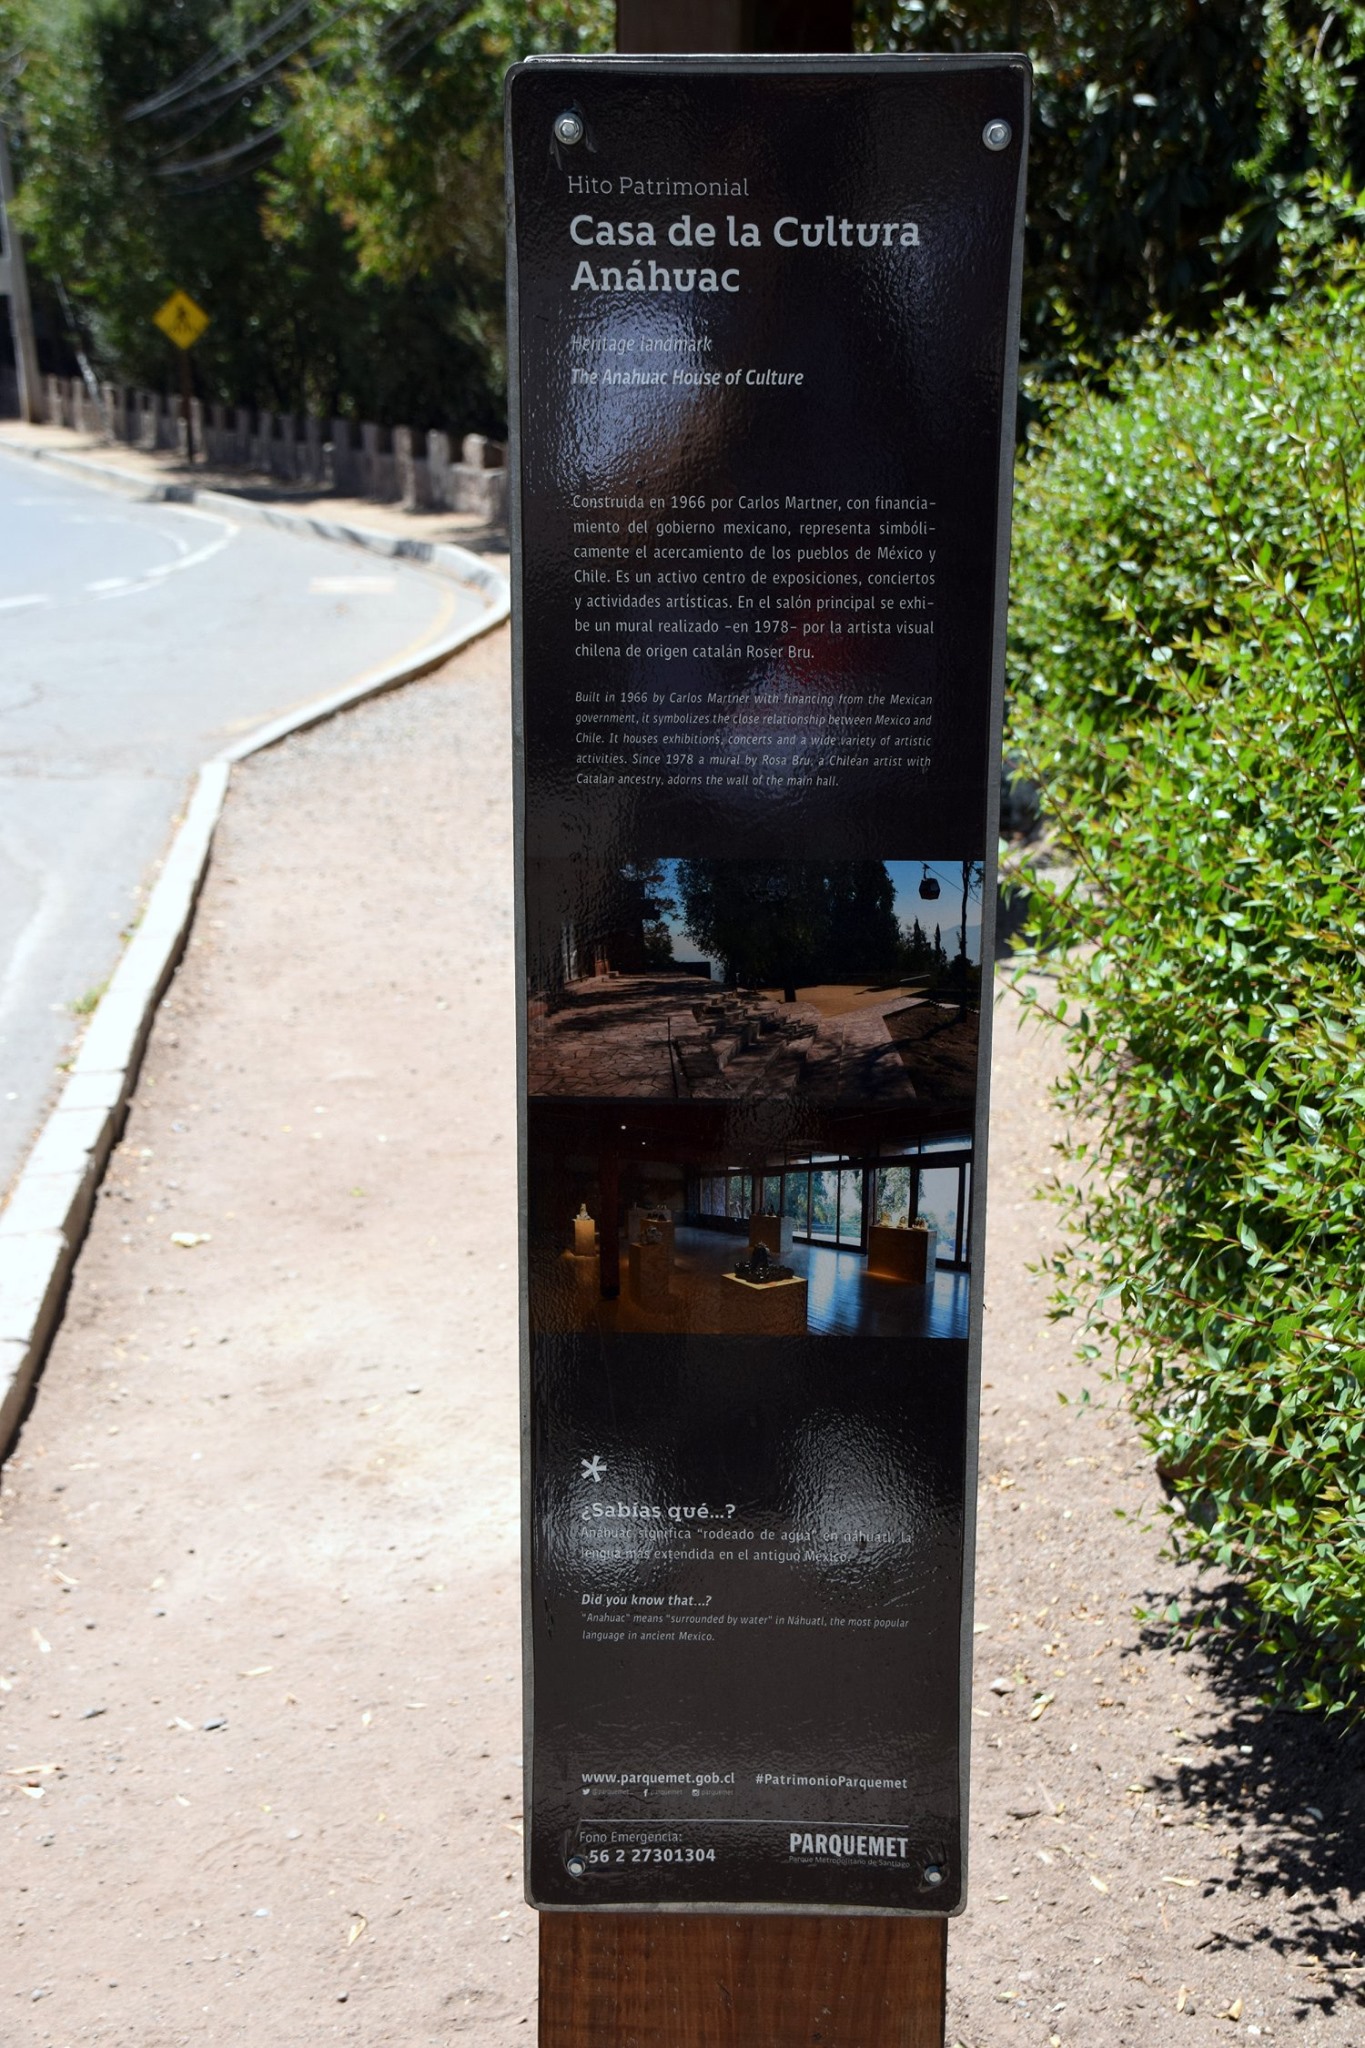 Hito Patrimonial
Casa de la Cultura
Anáhuac
Heritage landmark
The Anahuac House of Culture
Construida en 1966 por Carlos Martner, con financia-
miento del gobierno mexicano, representa simbóli-
camente el acercamiento de los pueblos de México y
Chile. Es un activo centro de exposiciones, conciertos
y actividades artísticas. En el salón principal se exhi-
be un mural realizado -en 1978- por la artista visual
chilena de origen catalán Roser Bru.
Built in 1966 by Carlos Martner with financing from the Mexican
government, it symbolizes the close relationship between Mexico and
Chile. It houses exhibitions, concerts and a wide variety of artistic
activities. Since 1978 a mural by Rosa Bru, a Chilean artist with
Catalan ancestry, adorns the wall of the main hall.
*
¿Sabías qué...?
Anáhuac significa "rodeado de agua" en náhuatl, la
lengua más extendida en el antiguo México.
Did you know that...?
"Anahuac" means "surrounded by water" in Náhuatl, the most popular
language in ancient Mexico.
www.parquemet.gob.cl #PatrimonioParquemet
@parquemet parquemet parquemet
Fono Emergencia:
56 2 27301304
PARQUEMET
Parque Metropolitano de Santiago